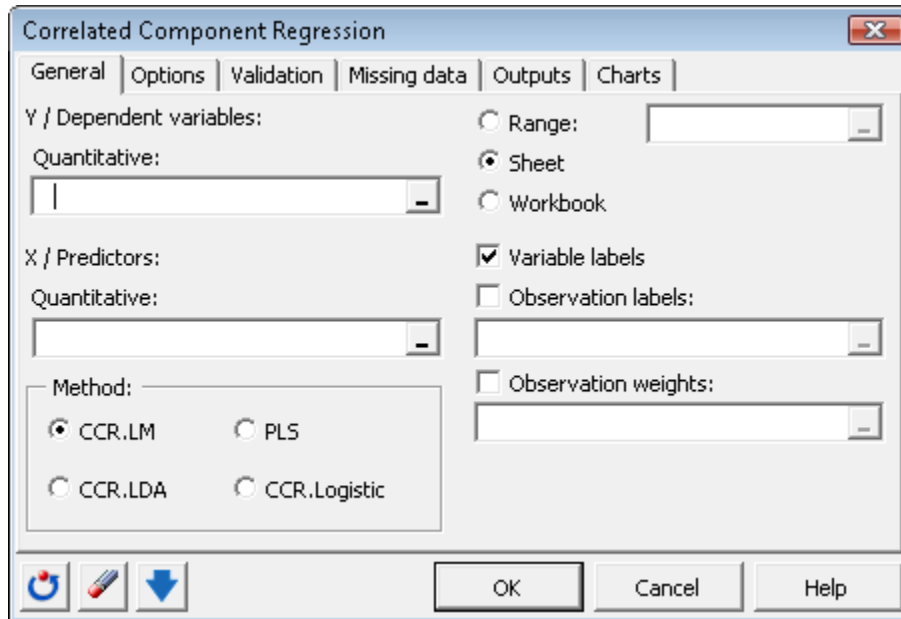 Correlated Component Regression
General Options Validation Missing data Outputs Charts
Y / Dependent variables:
Quantitative:
X / Predictors:
Quantitative:
Method:
CCR.LM PLS
CCR.LDA CCR.Logistic
Range:
Sheet
Workbook
Variable labels
Observation labels:
Observation weights:
OK Cancel Help